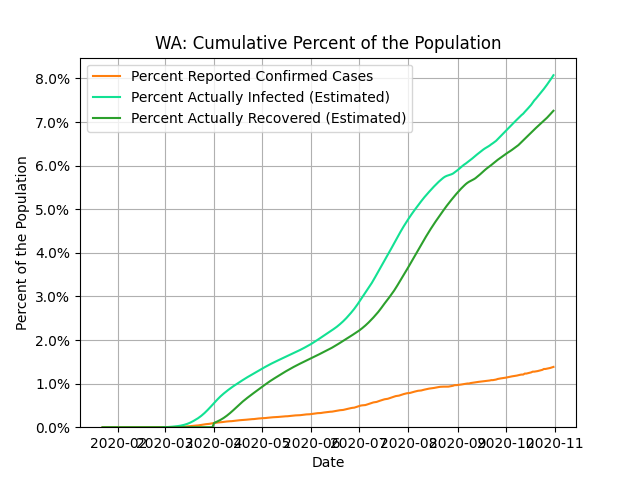 WA: Cumulative Percent of the Population
Percent Reported Confirmed Cases
Percent Actually Infected (Estimated)
Percent Actually Recovered (Estimated)
8.0%
7.0%
6.0%
5.0%
4.0%
3.0%
2.0%
1.0%
0.0%
Percent of the Population
2020-02 2020-03 2020-04 2020-05 2020-06 2020-07 2020-08 2020-09 2020-10 2020-11
Date